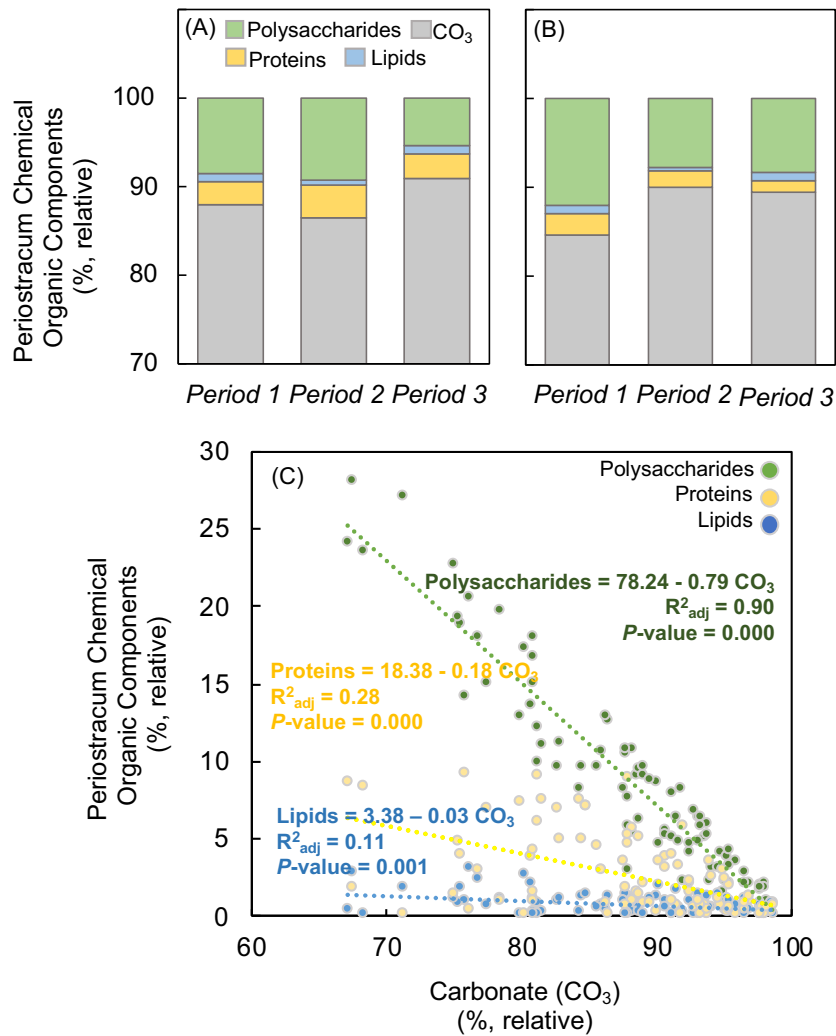 (A)
Polysaccharides
CO₃
Proteins
Lipids
(B)
Periostracum Chemical
Organic Components
(%, relative)
100
90
80
70
Period 1 Period 2 Period 3
Period 1 Period 2 Period 3
(C)
Polysaccharides
Proteins
Lipids
Periostracum Chemical
Organic Components
(%, relative)
30
25
20
15
10
5
0
Polysaccharides = 78.24 - 0.79 CO₃
R²adj = 0.90
P-value = 0.000
Proteins = 18.38 - 0.18 CO₃
R²adj = 0.28
P-value = 0.000
Lipids = 3.38 – 0.03 CO₃
R²adj = 0.11
P-value = 0.001
60 70 80 90 100
Carbonate (CO₃)
(%, relative)